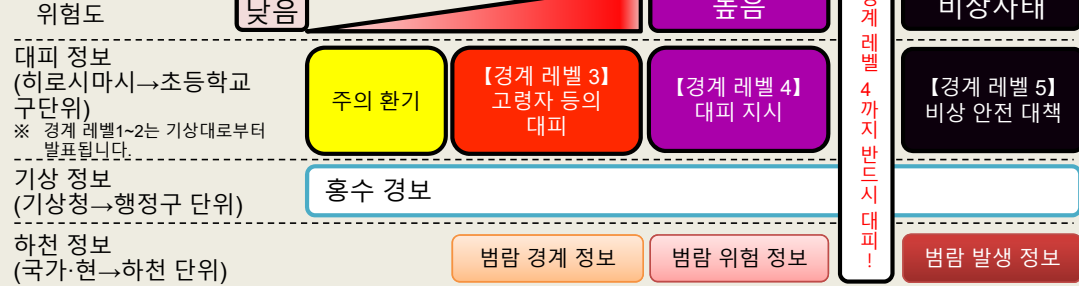 위험도
낮음
높음
비상사태
대피 정보
(히로시마시→초등학교
구단위)
※ 경계 레벨1~2는 기상대로부터
발표됩니다.
주의 환기
【경계 레벨 3】
고령자 등의
대피
【경계 레벨 4】
대피 지시
경계 레벨 4까지 반드시 대피!
【경계 레벨 5】
비상 안전 대책
기상 정보
(기상청→행정구 단위)
홍수 경보
하천 정보
(국가·현→하천 단위)
범람 경계 정보
범람 위험 정보
범람 발생 정보